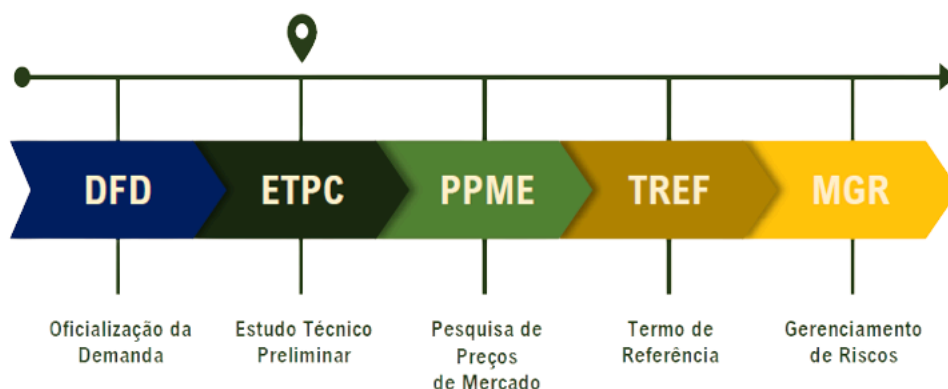 DFD
ETPC
PPME
TREF
MGR
Oficialização da
Demanda
Estudo Técnico
Preliminar
Pesquisa de
Preços
de Mercado
Termo de
Referência
Gerenciamento
de Riscos